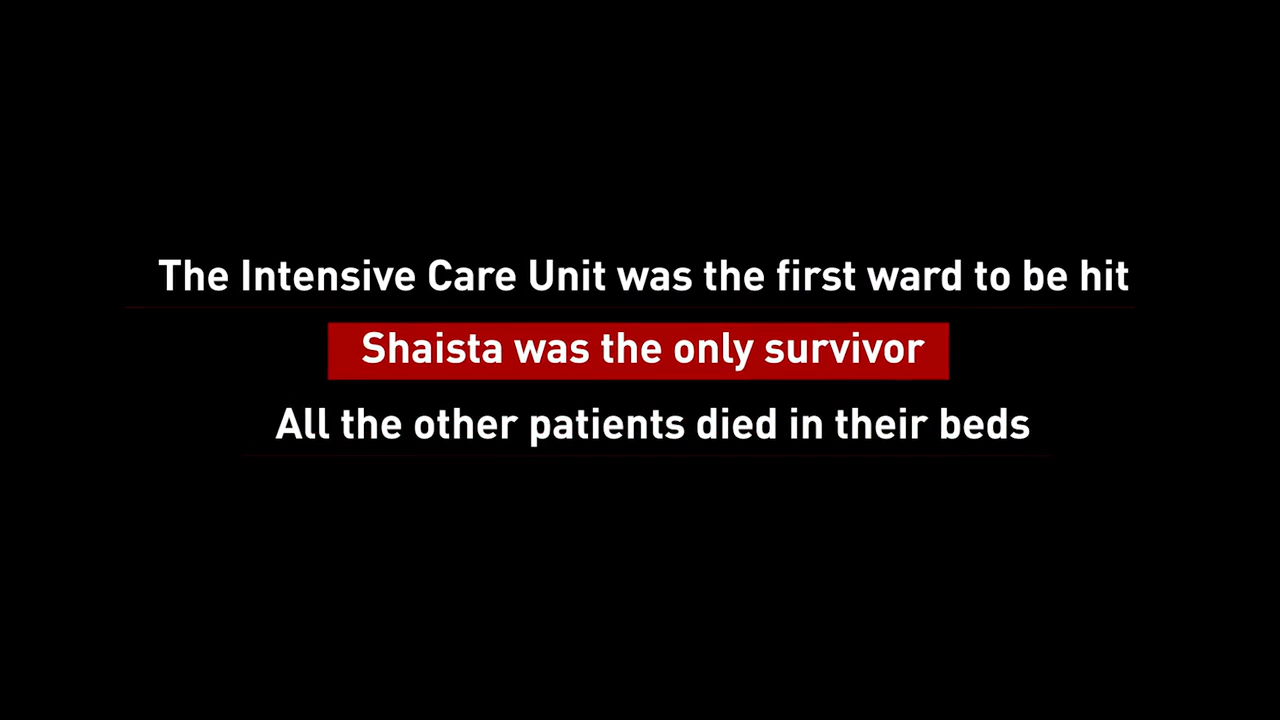 The Intensive Care Unit was the first ward to be hit
Shaista was the only survivor
All the other patients died in their beds